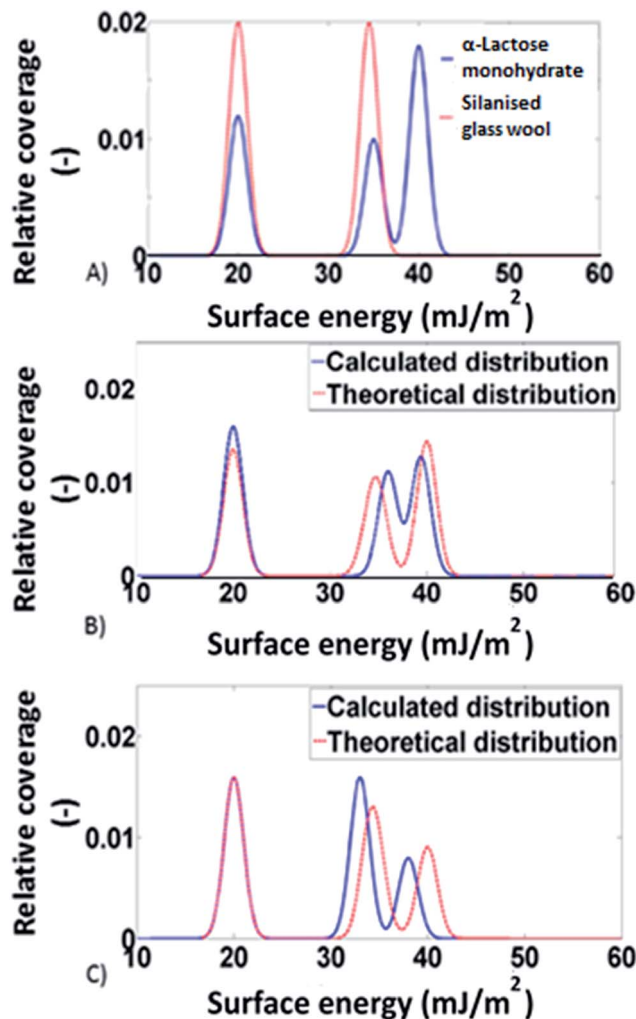 0.02
α-Lactose
monohydrate
Silanised
glass wool
0.01
0
Relative coverage
(-)
10 20 30 40 50 60
A)
Surface energy (mJ/m²)
Calculated distribution
Theoretical distribution
0.02
0.01
0
Relative coverage
(-)
10 20 30 40 50 60
B)
Surface energy (mJ/m²)
Calculated distribution
Theoretical distribution
0.02
0.01
0
Relative coverage
(-)
10 20 30 40 50 60
C)
Surface energy (mJ/m²)